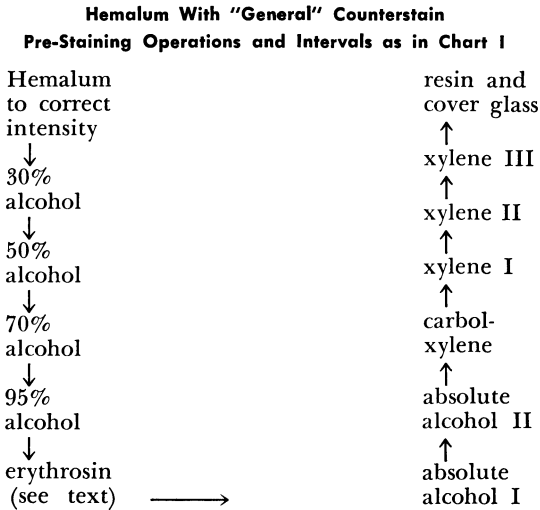 Hemalum With "General" Counterstain
Pre-Staining Operations and Intervals as in Chart I
Hemalum
to correct
intensity
↓
30%
alcohol
↓
50%
alcohol
↓
70%
alcohol
↓
95%
alcohol
↓
erythrosin
(see text) →
resin and
cover glass
↑
xylene III
↑
xylene II
↑
xylene I
↑
carbol-
xylene
↑
absolute
alcohol II
↑
absolute
alcohol I